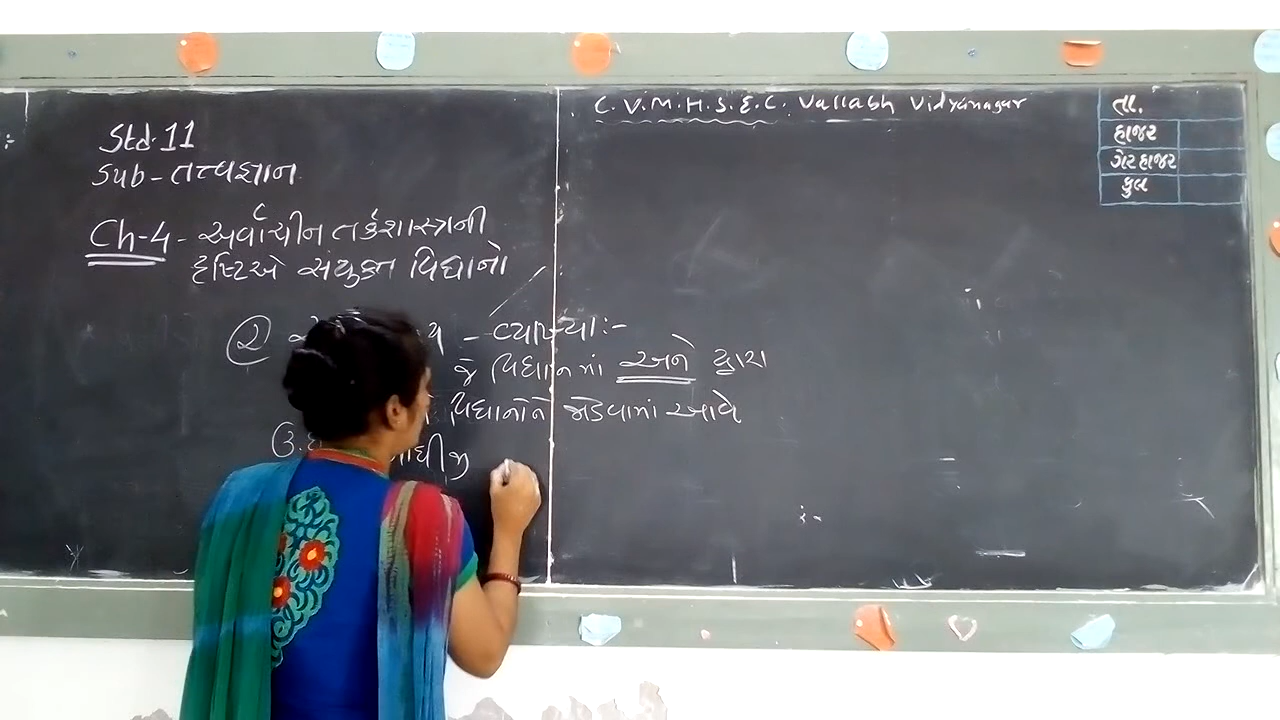 Std.11
Sub - તત્ત્વજ્ઞાન
Ch-4 - અર્વાચીન તર્કશાસ્ત્રની
દૃષ્ટિએ સંયુક્ત વિધાનો
૨ - વ્યાખ્યા:-
જે વિધાનમાં અને દ્વારા
વિધાનોને જોડવામાં આવે
ઉ.દા
C.V.M.H.S.E.C. Vallabh Vidyanagar
તા.
હાજર
ગેરહાજર
કુલ